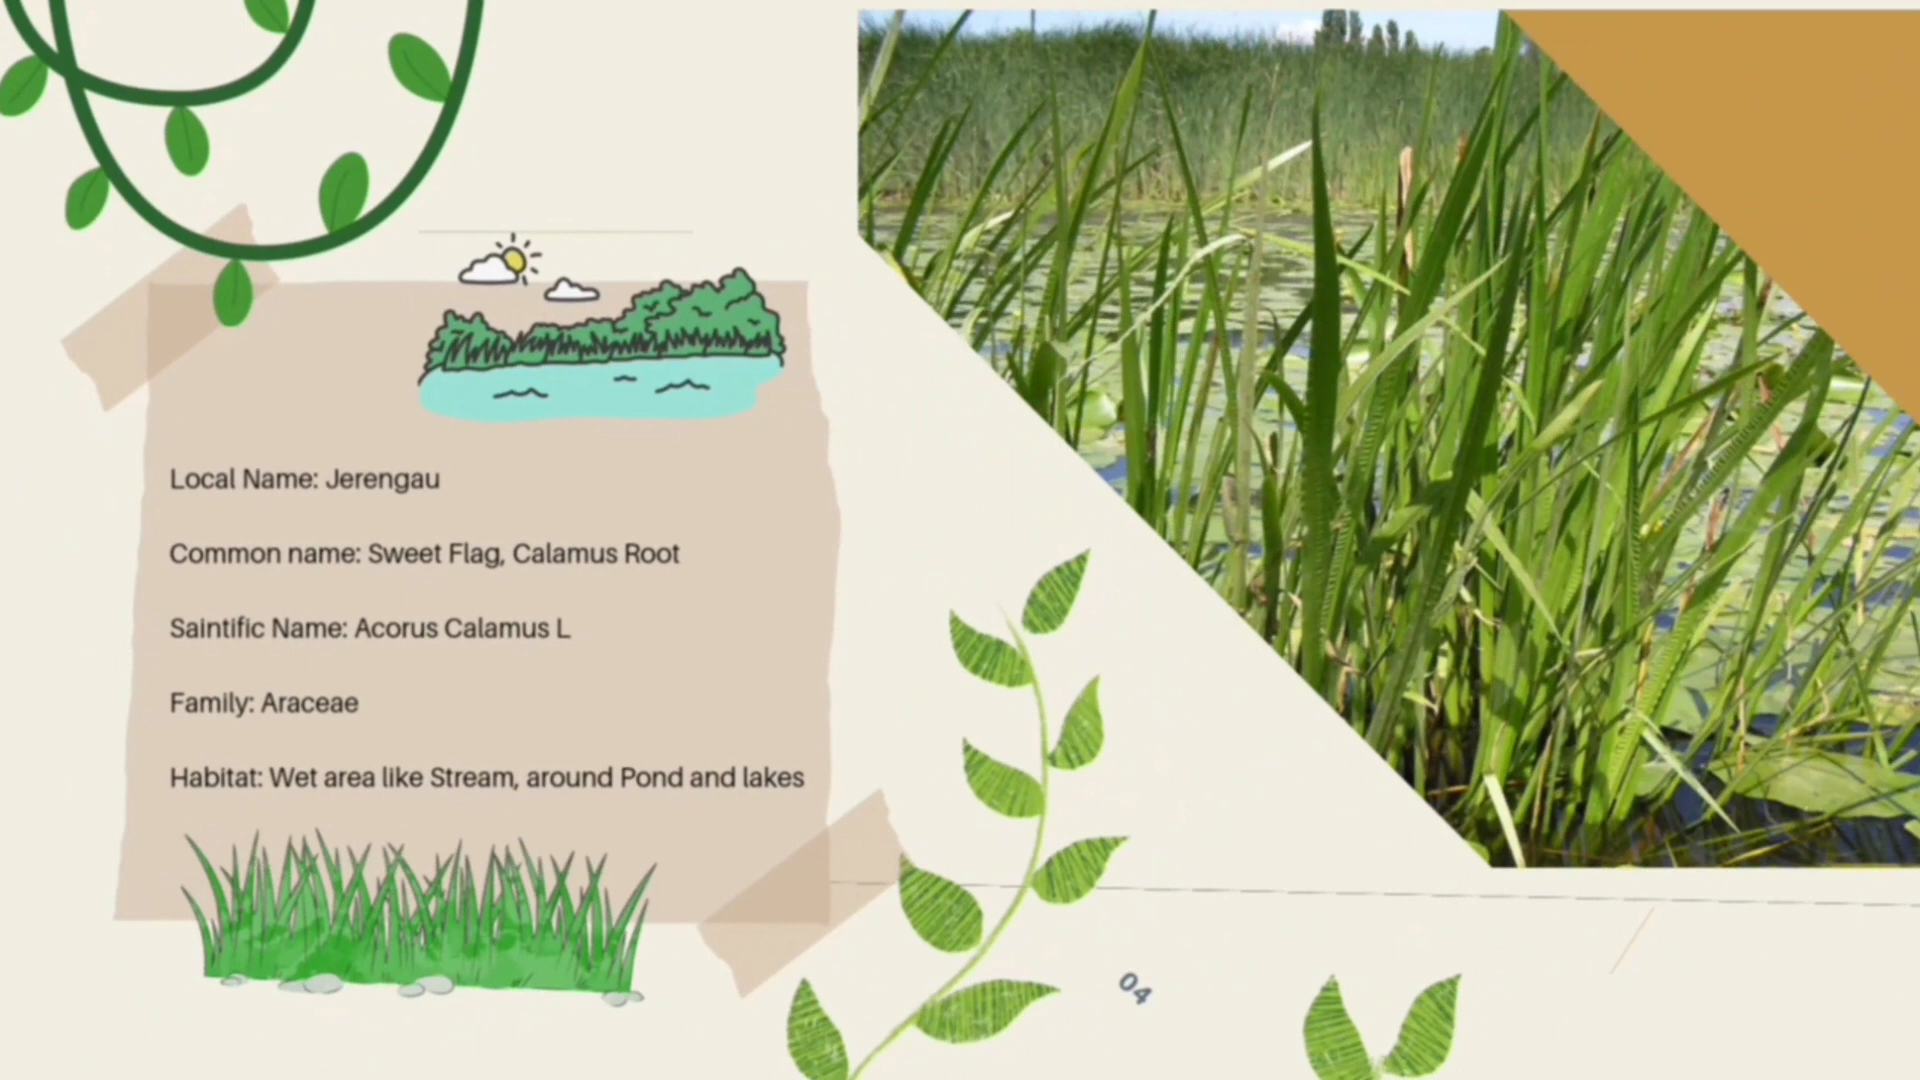 Local Name: Jerengau
Common name: Sweet Flag, Calamus Root
Saintific Name: Acorus Calamus L
Family: Araceae
Habitat: Wet area like Stream, around Pond and lakes
04